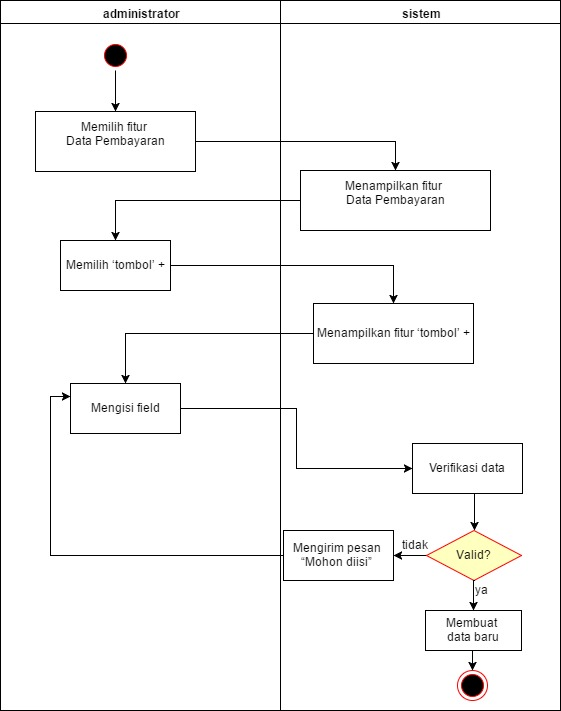 administrator
sistem
Memilih fitur
Data Pembayaran
Menampilkan fitur
Data Pembayaran
Memilih ‘tombol’ +
Menampilkan fitur ‘tombol’ +
Mengisi field
Verifikasi data
Valid?
tidak
Mengirim pesan
“Mohon diisi”
ya
Membuat
data baru